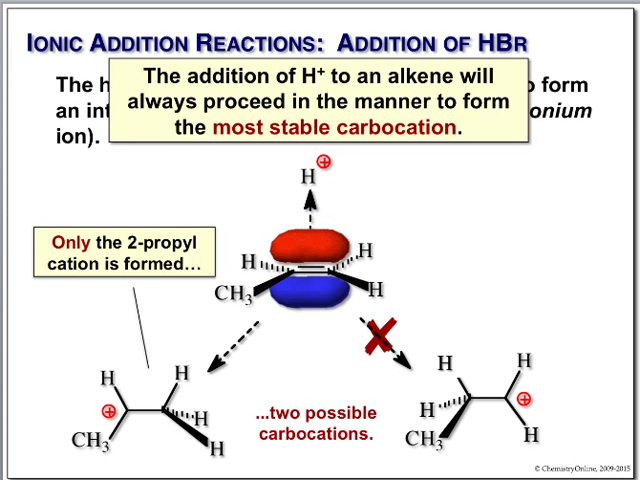 IONIC ADDITION REACTIONS: ADDITION OF HBR
The addition of H⁺ to an alkene will
always proceed in the manner to form
the most stable carbocation.
The h
o form
an int
onium
ion).
H ⊕
Only the 2-propyl
cation is formed…
H H
CH₃ H
H H
⊕ H
CH₃ H
...two possible
carbocations.
H H
H ⊕
CH₃ H
© ChemistryOnline, 2009-2015